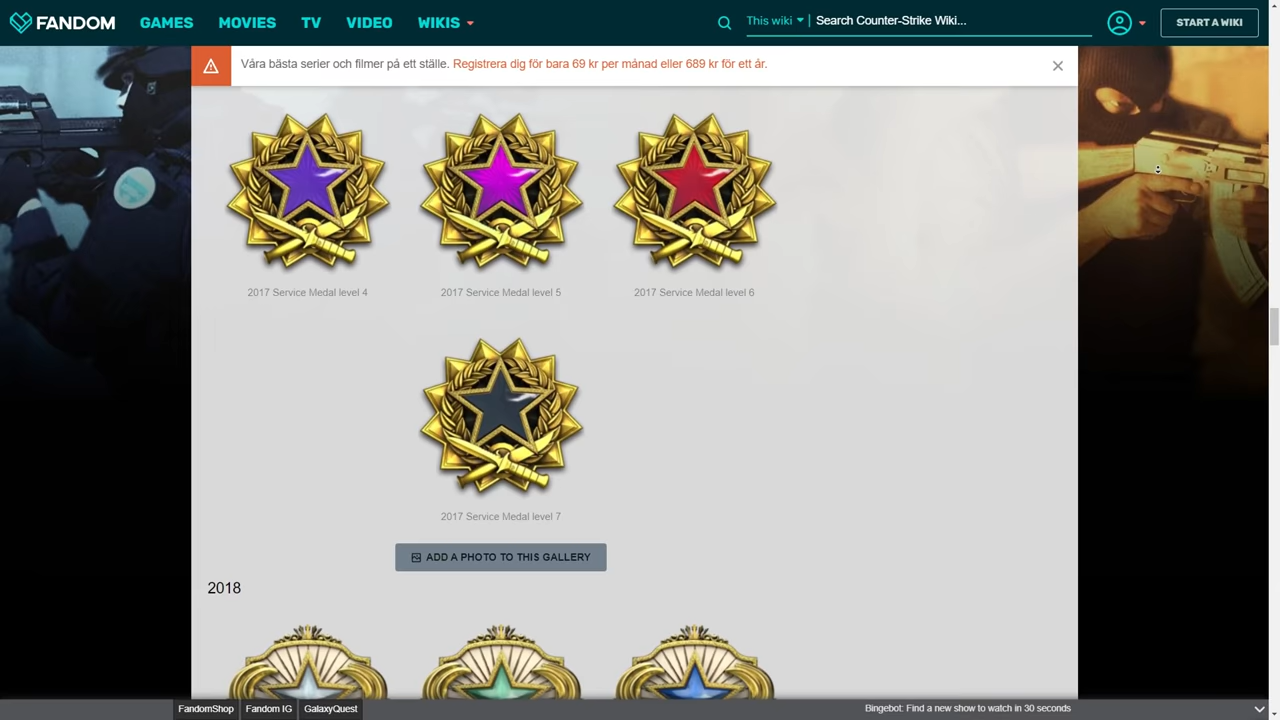 FANDOM GAMES MOVIES TV VIDEO WIKIS This wiki Search Counter-Strike Wiki... START A WIKI
Våra bästa serier och filmer på ett ställe. Registrera dig för bara 69 kr per månad eller 689 kr för ett år.
2017 Service Medal level 4 2017 Service Medal level 5 2017 Service Medal level 6
2017 Service Medal level 7
ADD A PHOTO TO THIS GALLERY
2018
FandomShop Fandom IG GalaxyQuest Bingebot: Find a new show to watch in 30 seconds